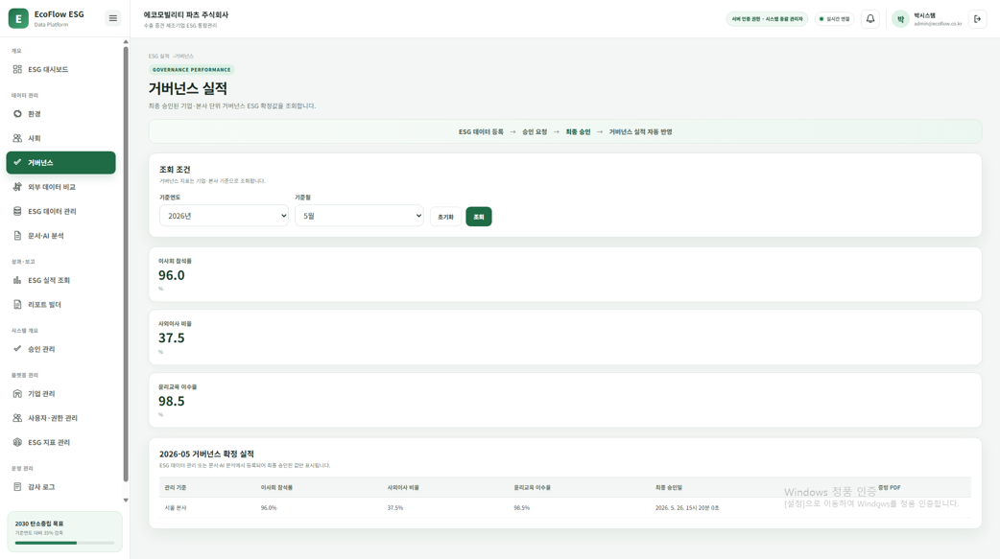 E
EcoFlow ESG
Data Platform
개요
ESG 대시보드
데이터 관리
환경
사회
거버넌스
외부 데이터 비교
ESG 데이터 관리
문서·AI 분석
성과·보고
ESG 실적 조회
리포트 빌더
시스템 개요
승인 관리
플랫폼 관리
기업 관리
사용자·권한 관리
ESG 지표 관리
운영 관리
감사 로그
2030 탄소중립 목표
기준연도 대비 35% 감축
에코모빌리티 파츠 주식회사
수출 중견 제조기업 ESG 통합관리
서버 인증 권한 · 시스템 총괄 관리자
실시간 연결
박
박시스템
admin@ecoflow.co.kr
ESG 실적 › 거버넌스
GOVERNANCE PERFORMANCE
거버넌스 실적
최종 승인된 기업·본사 단위 거버넌스 ESG 확정값을 조회합니다.
ESG 데이터 등록 → 승인 요청 → 최종 승인 → 거버넌스 실적 자동 반영
조회 조건
거버넌스 지표는 기업·본사 기준으로 조회합니다.
기준연도 기준월
2026년 5월 초기화 조회
이사회 참석률
96.0
%
사외이사 비율
37.5
%
윤리교육 이수율
98.5
%
2026-05 거버넌스 확정 실적
ESG 데이터 관리 또는 문서·AI 분석에서 등록되어 최종 승인된 값만 표시됩니다.
관리 기준 이사회 참석률 사외이사 비율 윤리교육 이수율 최종 승인일 증빙 PDF
서울 본사 96.0% 37.5% 98.5% 2026. 5. 26. 15시 20분 0초
Windows 정품 인증
[설정]으로 이동하여 Windows를 정품 인증합니다.